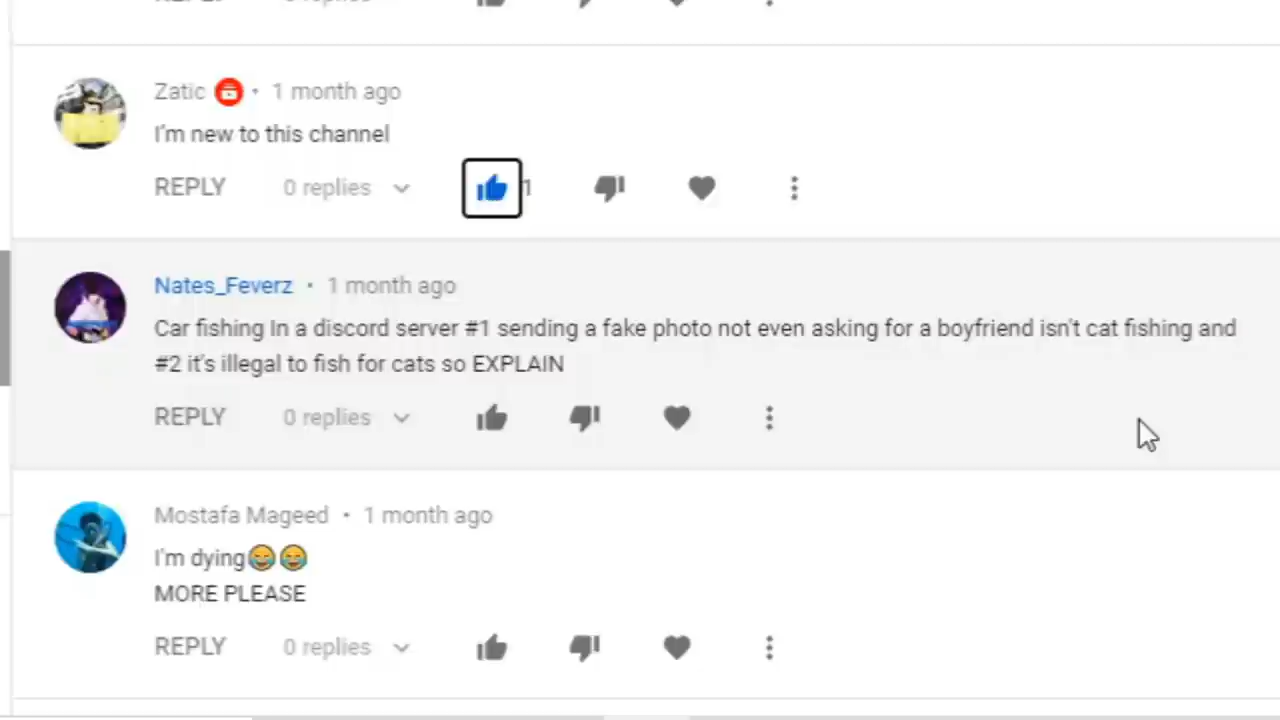 Zatic • 1 month ago
I'm new to this channel
REPLY 0 replies 1
Nates_Feverz • 1 month ago
Car fishing In a discord server #1 sending a fake photo not even asking for a boyfriend isn't cat fishing and
#2 it's illegal to fish for cats so EXPLAIN
REPLY 0 replies
Mostafa Mageed • 1 month ago
I'm dying😂😂
MORE PLEASE
REPLY 0 replies